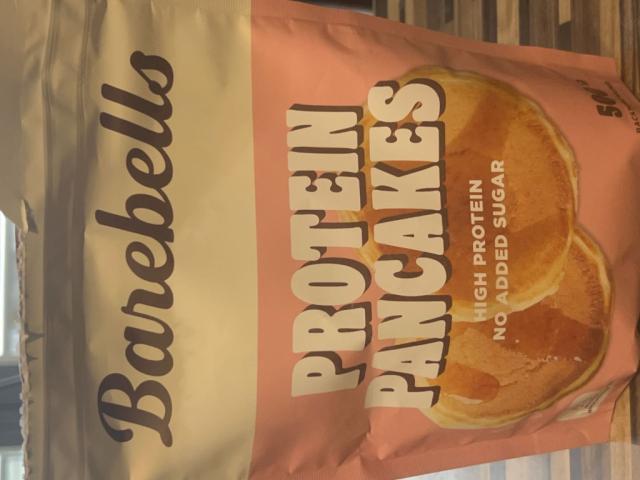 Barebells
PROTEIN
PANCAKES
HIGH PROTEIN
NO ADDED SUGAR